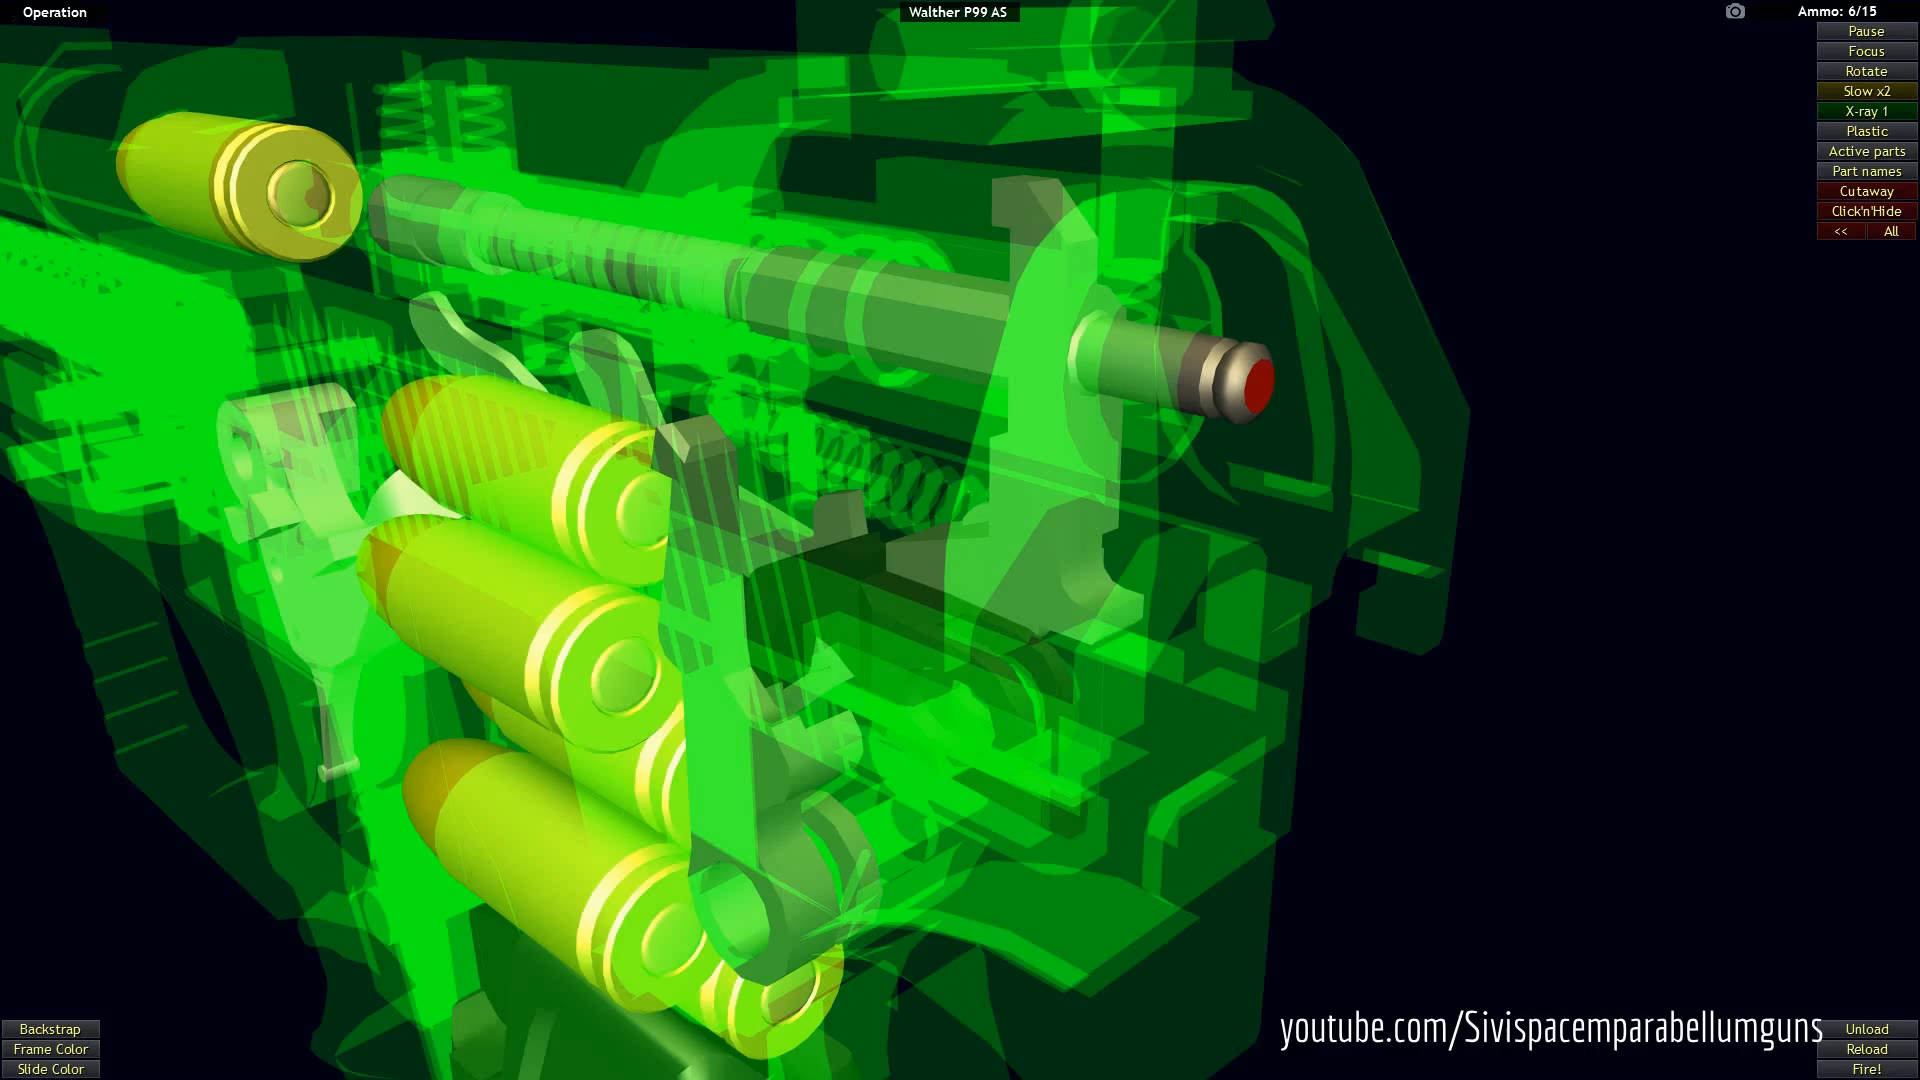 Operation
Walther P99 AS
Ammo: 6/15
Pause
Focus
Rotate
Slow x2
X-ray 1
Plastic
Active parts
Part names
Cutaway
Click'n'Hide
<< All
Backstrap
Frame Color
Slide Color
youtube.com/Sivispacemparabellumguns
Unload
Reload
Fire!